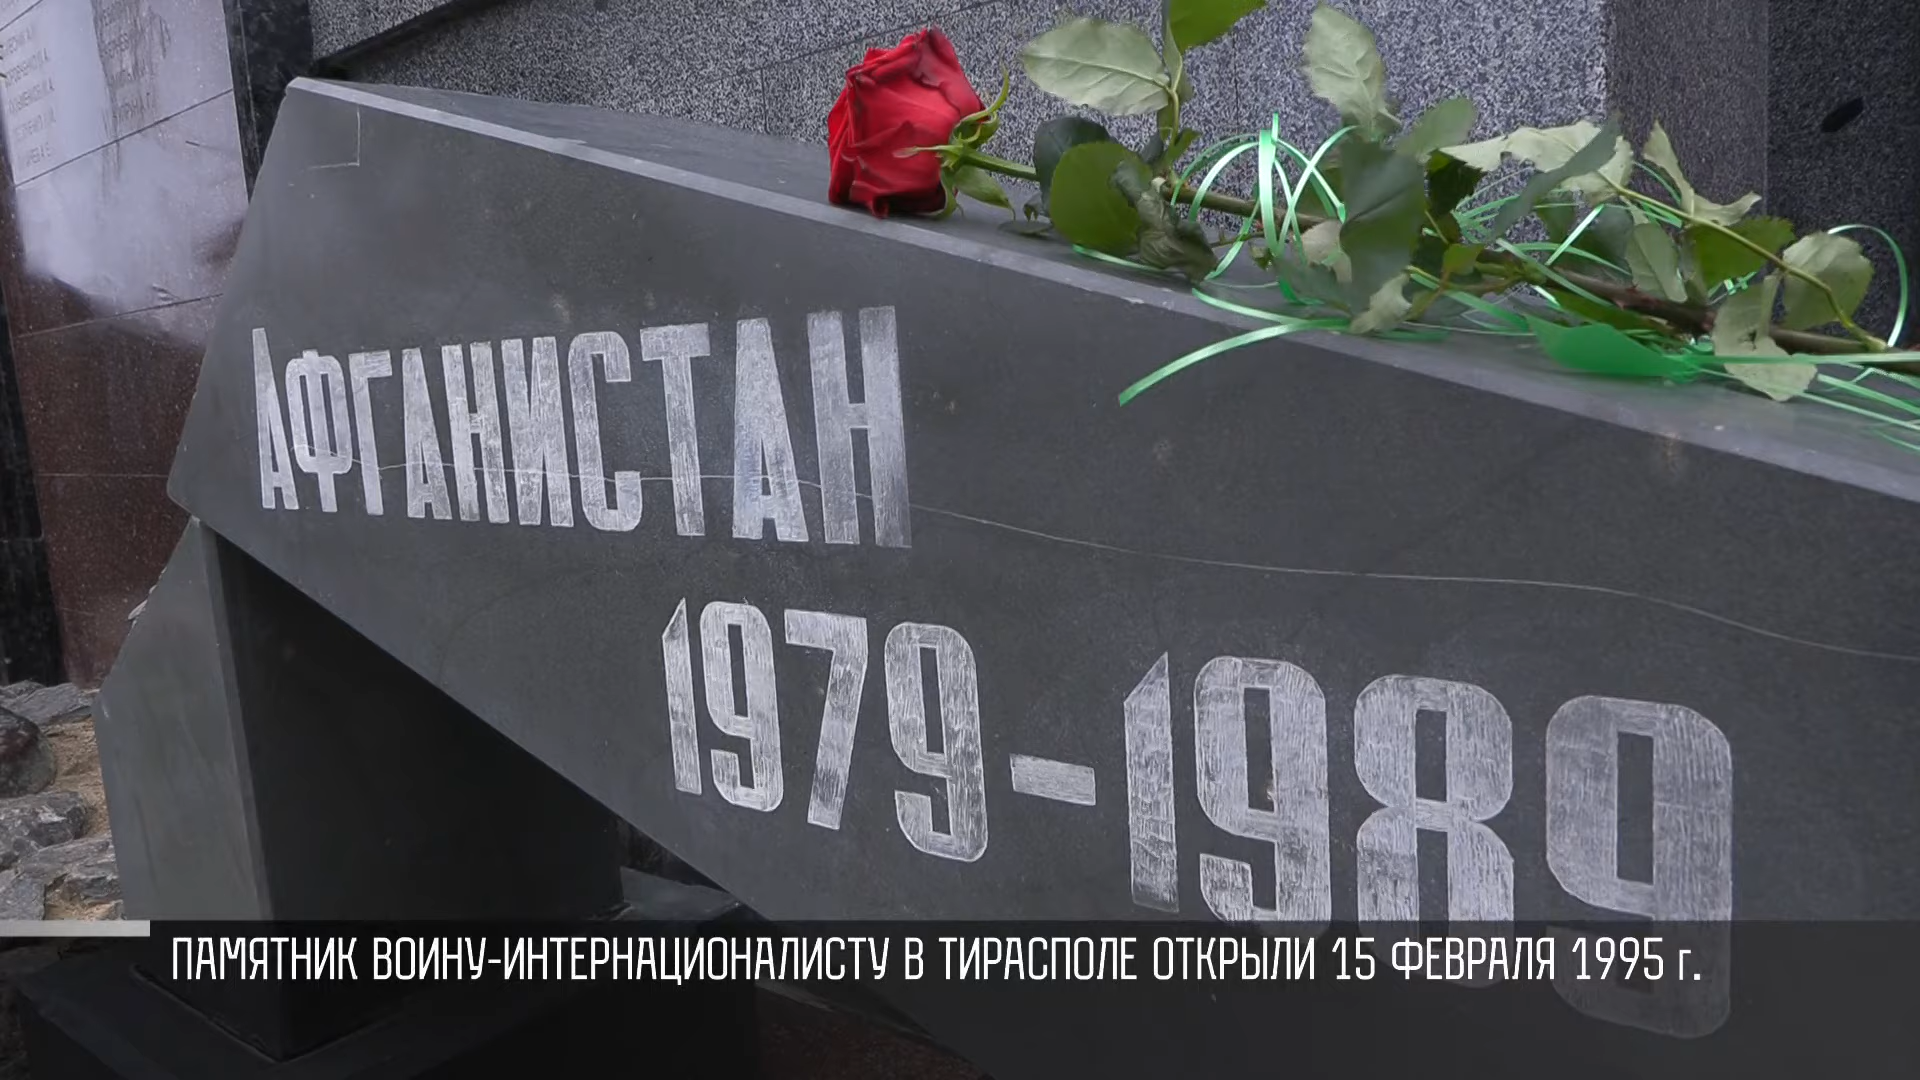 АФГАНИСТАН
1979-1989
ПАМЯТНИК ВОИНУ-ИНТЕРНАЦИОНАЛИСТУ В ТИРАСПОЛЕ ОТКРЫЛИ 15 ФЕВРАЛЯ 1995 г.